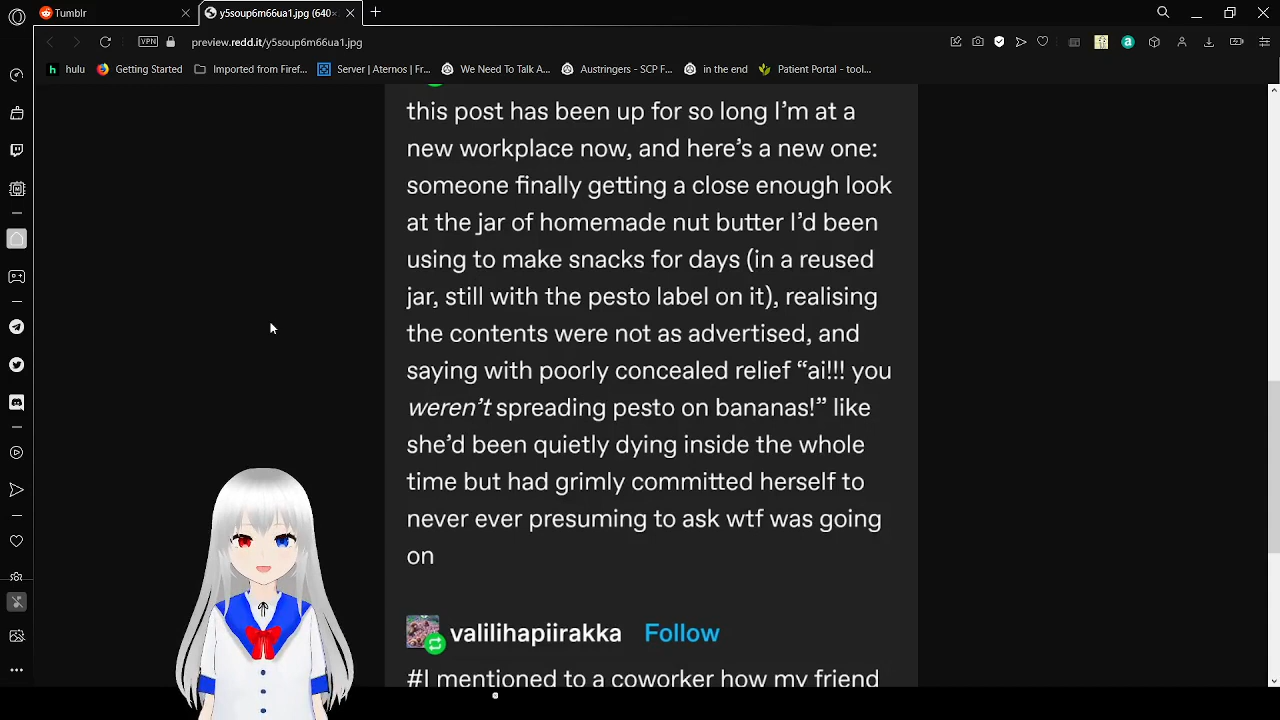 Tumblr
y5soup6m66ua1.jpg (640×
VPN
preview.redd.it/y5soup6m66ua1.jpg
h hulu
Getting Started
Imported from Firef...
Server | Aternos | Fr...
We Need To Talk A...
Austringers - SCP F...
in the end
Patient Portal - tool...
this post has been up for so long I'm at a
new workplace now, and here's a new one:
someone finally getting a close enough look
at the jar of homemade nut butter I'd been
using to make snacks for days (in a reused
jar, still with the pesto label on it), realising
the contents were not as advertised, and
saying with poorly concealed relief “ai!!! you
weren't spreading pesto on bananas!” like
she'd been quietly dying inside the whole
time but had grimly committed herself to
never ever presuming to ask wtf was going
on
valilihapiirakka Follow
#I mentioned to a coworker how my friend